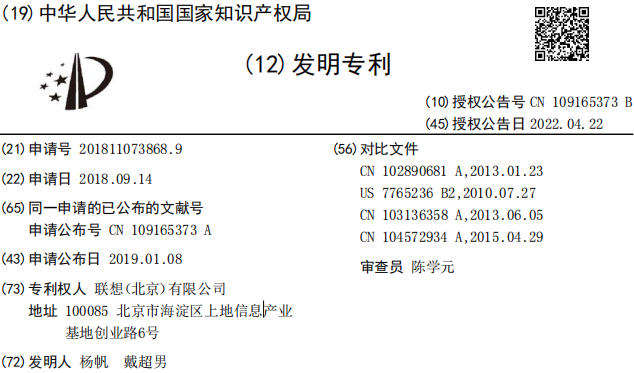 (19)中华人民共和国国家知识产权局
(12)发明专利
(10)授权公告号 CN 109165373 B
(45)授权公告日 2022.04.22
(21)申请号 201811073868.9
(22)申请日 2018.09.14
(65)同一申请的已公布的文献号
申请公布号 CN 109165373 A
(43)申请公布日 2019.01.08
(73)专利权人 联想(北京)有限公司
地址 100085 北京市海淀区上地信息产业
基地创业路6号
(72)发明人 杨帆 戴超男
(56)对比文件
CN 102890681 A,2013.01.23
US 7765236 B2,2010.07.27
CN 103136358 A,2013.06.05
CN 104572934 A,2015.04.29
审查员 陈学元